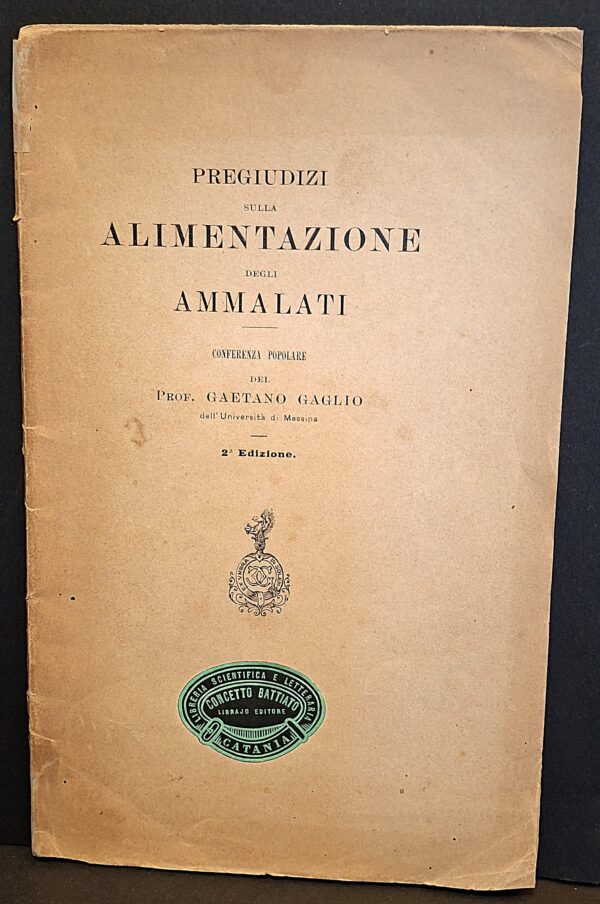 PREGIUDIZI
SULLA
ALIMENTAZIONE
DEGLI
AMMALATI
CONFERENZA POPOLARE
DEL
PROF. GAETANO GAGLIO
dell'Università di Messina
2ª Edizione.
LIBRERIA SCIENTIFICA E LETTERARIA
CONCETTO BATTIATO
LIBRAJO EDITORE
CATANIA